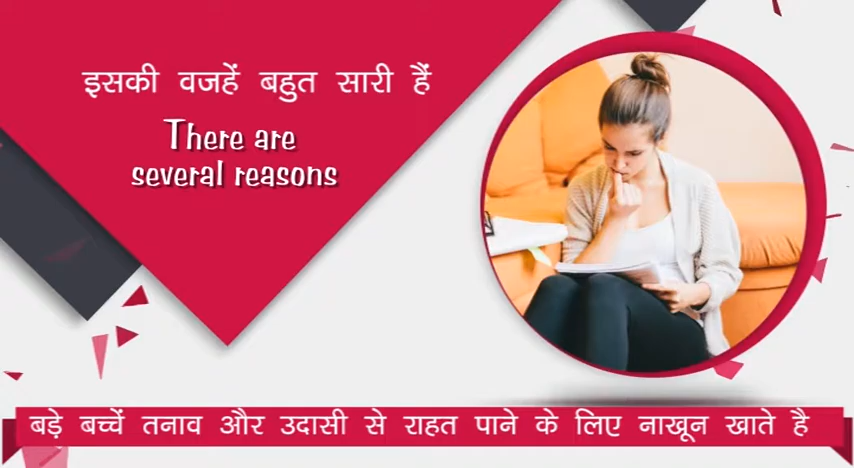 इसकी वजहें बहुत सारी हैं
There are
several reasons
बड़े बच्चें तनाव और उदासी से राहत पाने के लिए नाखून खाते है